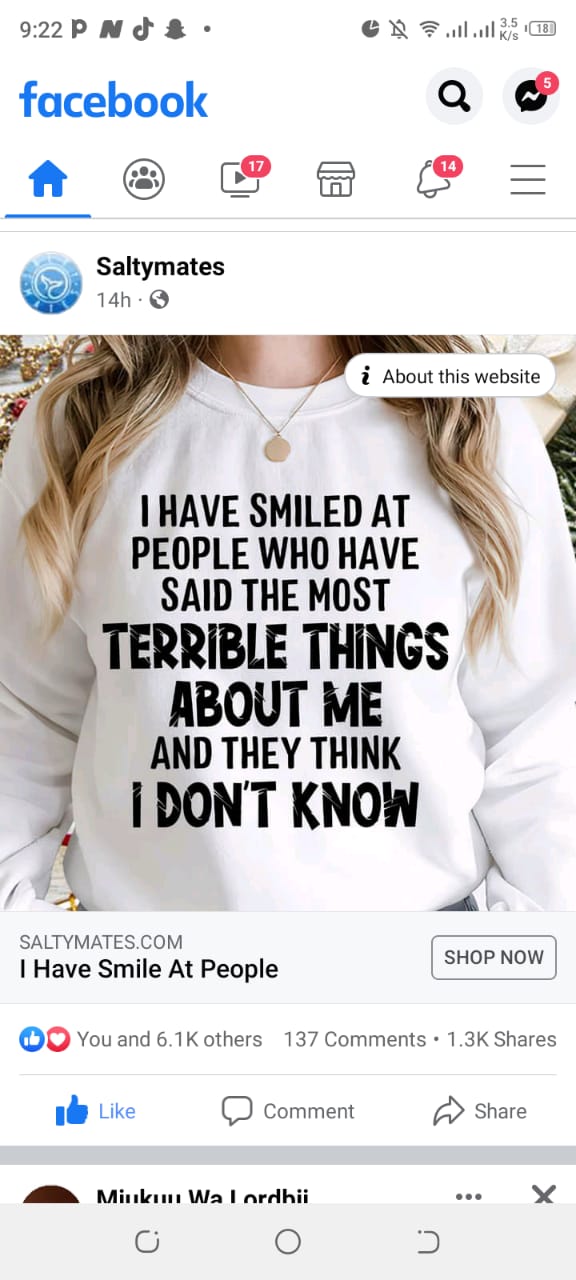 9:22
3.5
K/s
18
facebook
5
17
14
Saltymates
14h ·
i About this website
I HAVE SMILED AT
PEOPLE WHO HAVE
SAID THE MOST
TERRIBLE THINGS
ABOUT ME
AND THEY THINK
I DON'T KNOW
SALTYMATES.COM
I Have Smile At People
SHOP NOW
You and 6.1K others 137 Comments • 1.3K Shares
Like Comment Share
Miukuu Wa Lordbii